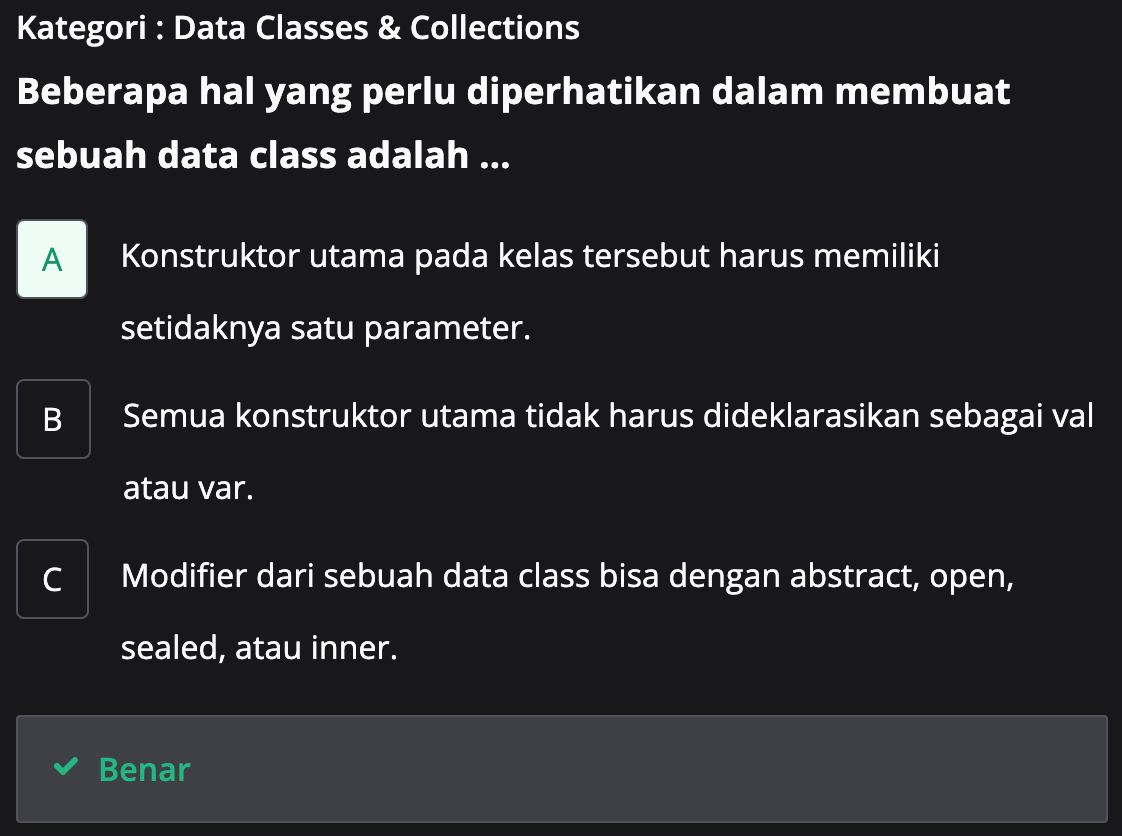 Kategori : Data Classes & Collections
Beberapa hal yang perlu diperhatikan dalam membuat
sebuah data class adalah ...
A
Konstruktor utama pada kelas tersebut harus memiliki
setidaknya satu parameter.
B
Semua konstruktor utama tidak harus dideklarasikan sebagai val
atau var.
C
Modifier dari sebuah data class bisa dengan abstract, open,
sealed, atau inner.
Benar